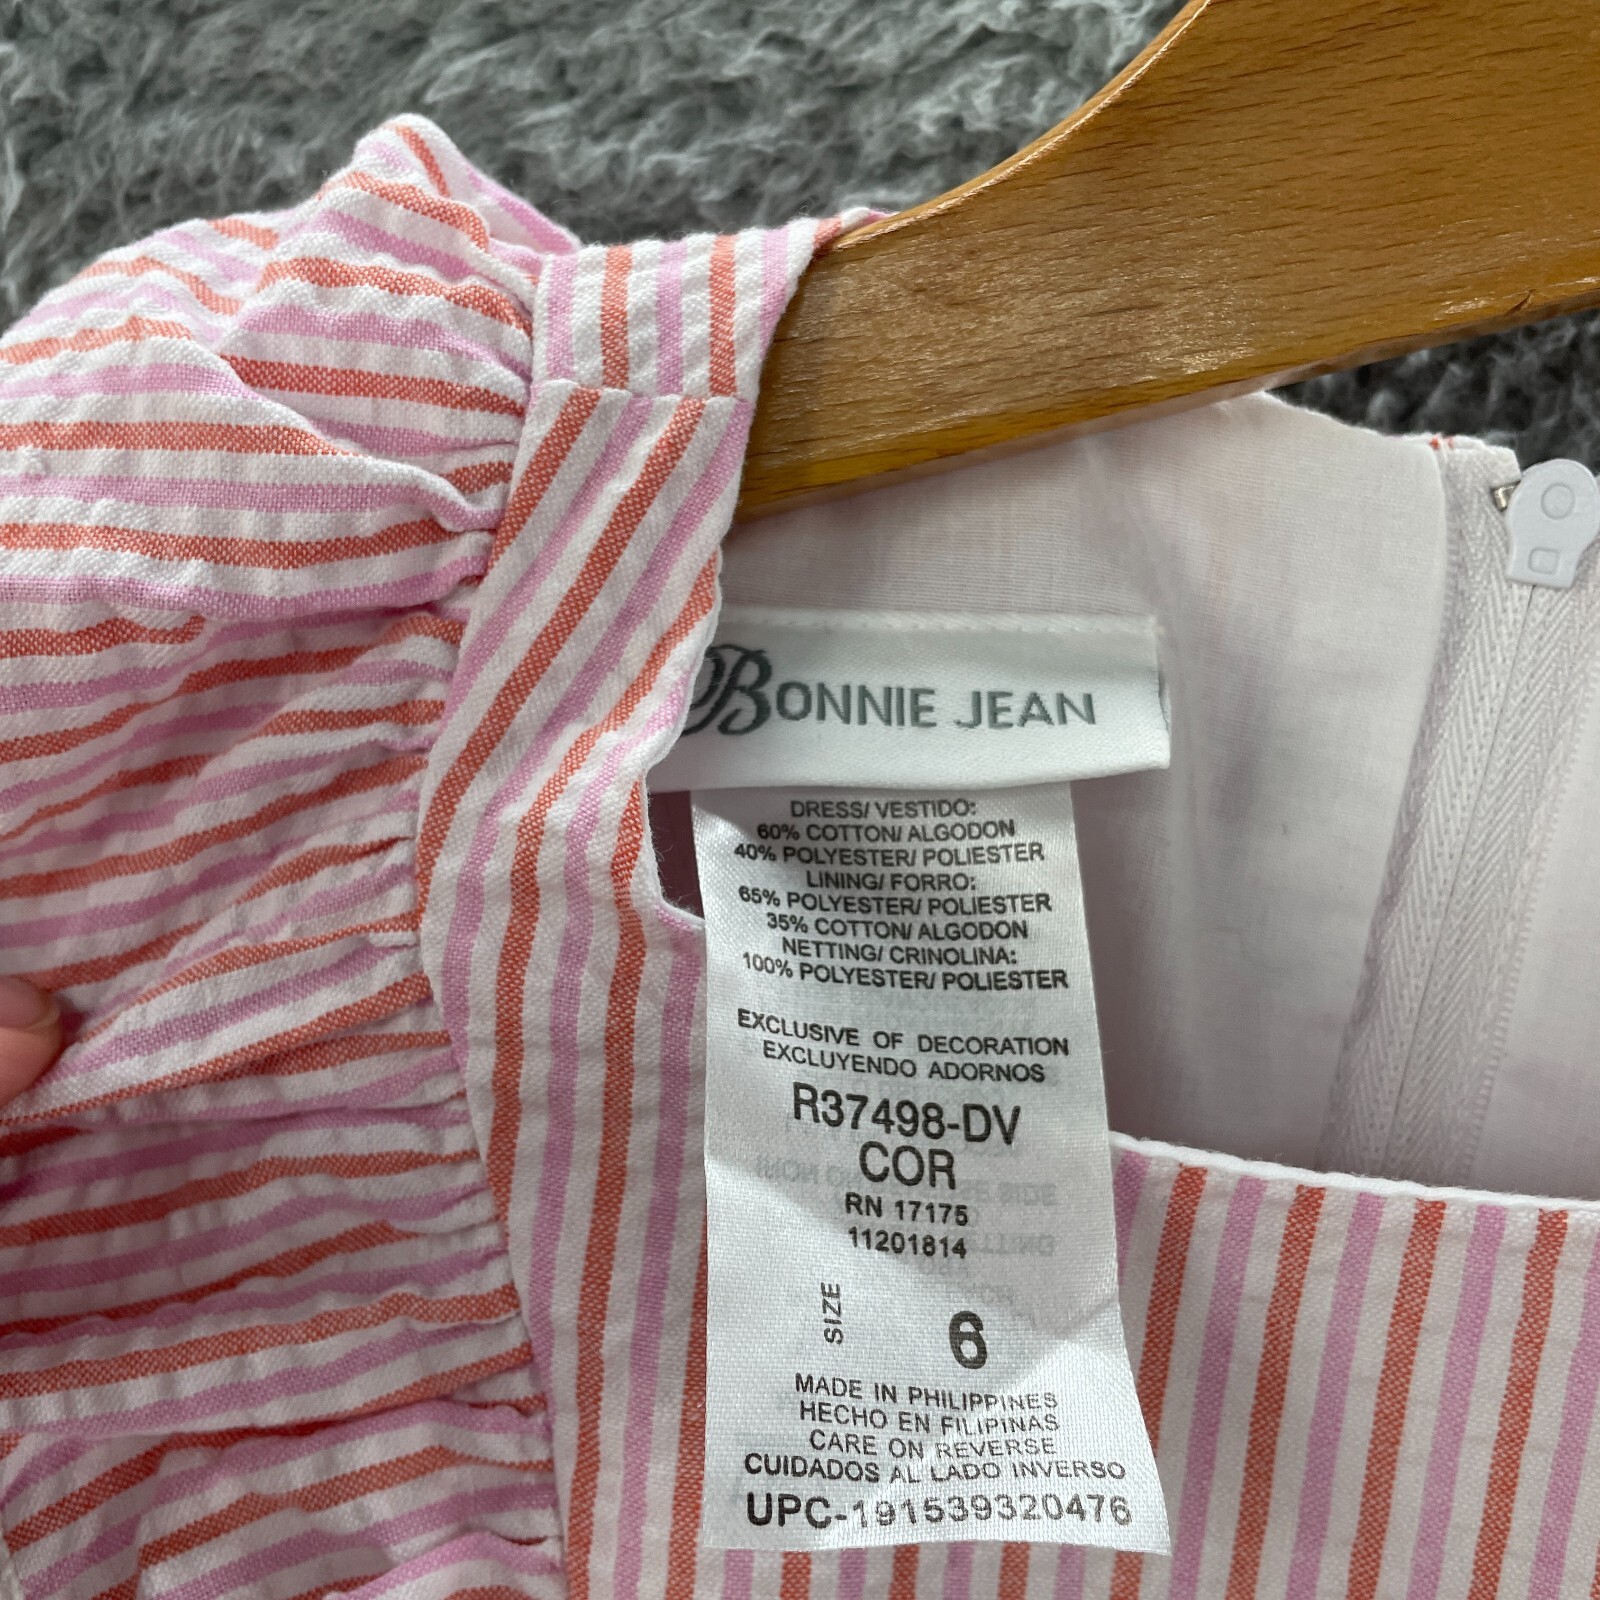 BONNIE JEAN
DRESS/ VESTIDO:
60% COTTON/ ALGODON
40% POLYESTER/ POLIESTER
LINING/ FORRO:
65% POLYESTER/ POLIESTER
35% COTTON/ ALGODON
NETTING/ CRINOLINA:
100% POLYESTER/ POLIESTER
EXCLUSIVE OF DECORATION
EXCLUYENDO ADORNOS
R37498-DV
COR
RN 17175
11201814
SIZE 6
MADE IN PHILIPPINES
HECHO EN FILIPINAS
CARE ON REVERSE
CUIDADOS AL LADO INVERSO
UPC-191539320476